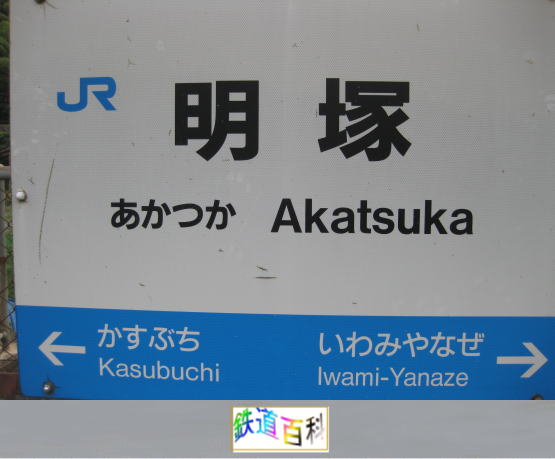 JR
明塚
あかつか Akatsuka
かすぶち いわみやなぜ
Kasubuchi Iwami-Yanaze
鉄道百科